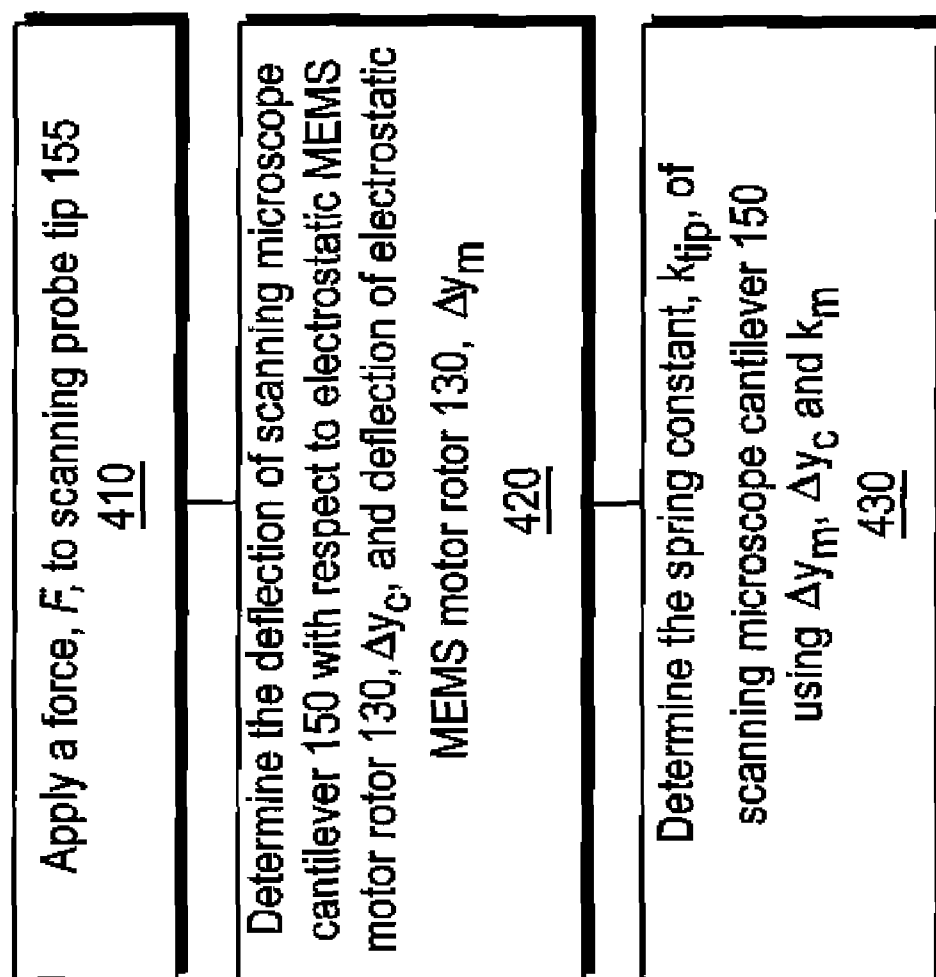 Apply a force, F, to scanning probe tip 155
410
Determine the deflection of scanning microscope
cantilever 150 with respect to electrostatic MEMS
motor rotor 130, Δyc, and deflection of electrostatic
MEMS motor rotor 130, Δym
420
Determine the spring constant, ktip, of
scanning microscope cantilever 150
using Δym, Δyc and km
430